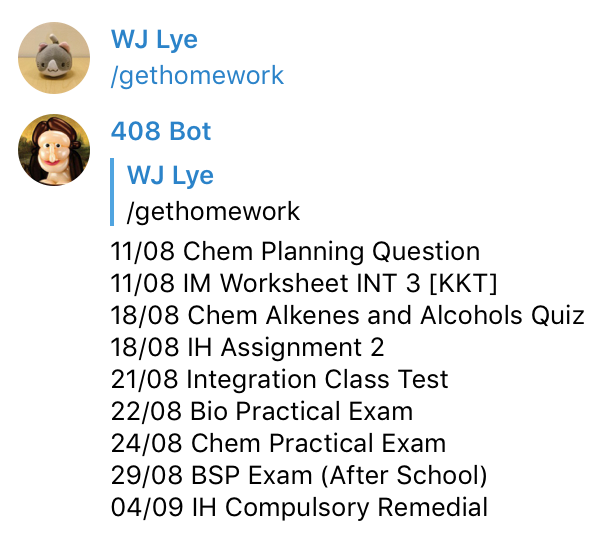 WJ Lye
/gethomework
408 Bot
WJ Lye
/gethomework
11/08 Chem Planning Question
11/08 IM Worksheet INT 3 [KKT]
18/08 Chem Alkenes and Alcohols Quiz
18/08 IH Assignment 2
21/08 Integration Class Test
22/08 Bio Practical Exam
24/08 Chem Practical Exam
29/08 BSP Exam (After School)
04/09 IH Compulsory Remedial